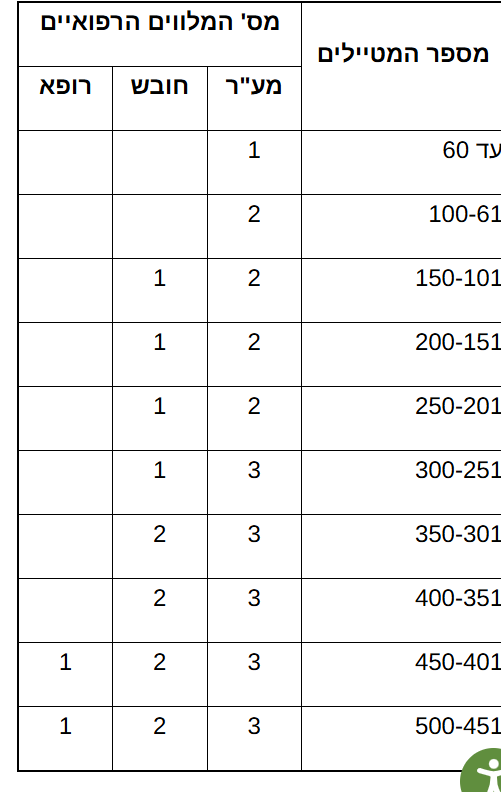 מספר המטיילים
מס' המלווים הרפואיים
מע"ר חובש רופא
עד 60 1
100-61 2
150-101 2 1
200-151 2 1
250-201 2 1
300-251 3 1
350-301 3 2
400-351 3 2
450-401 3 2 1
500-451 3 2 1